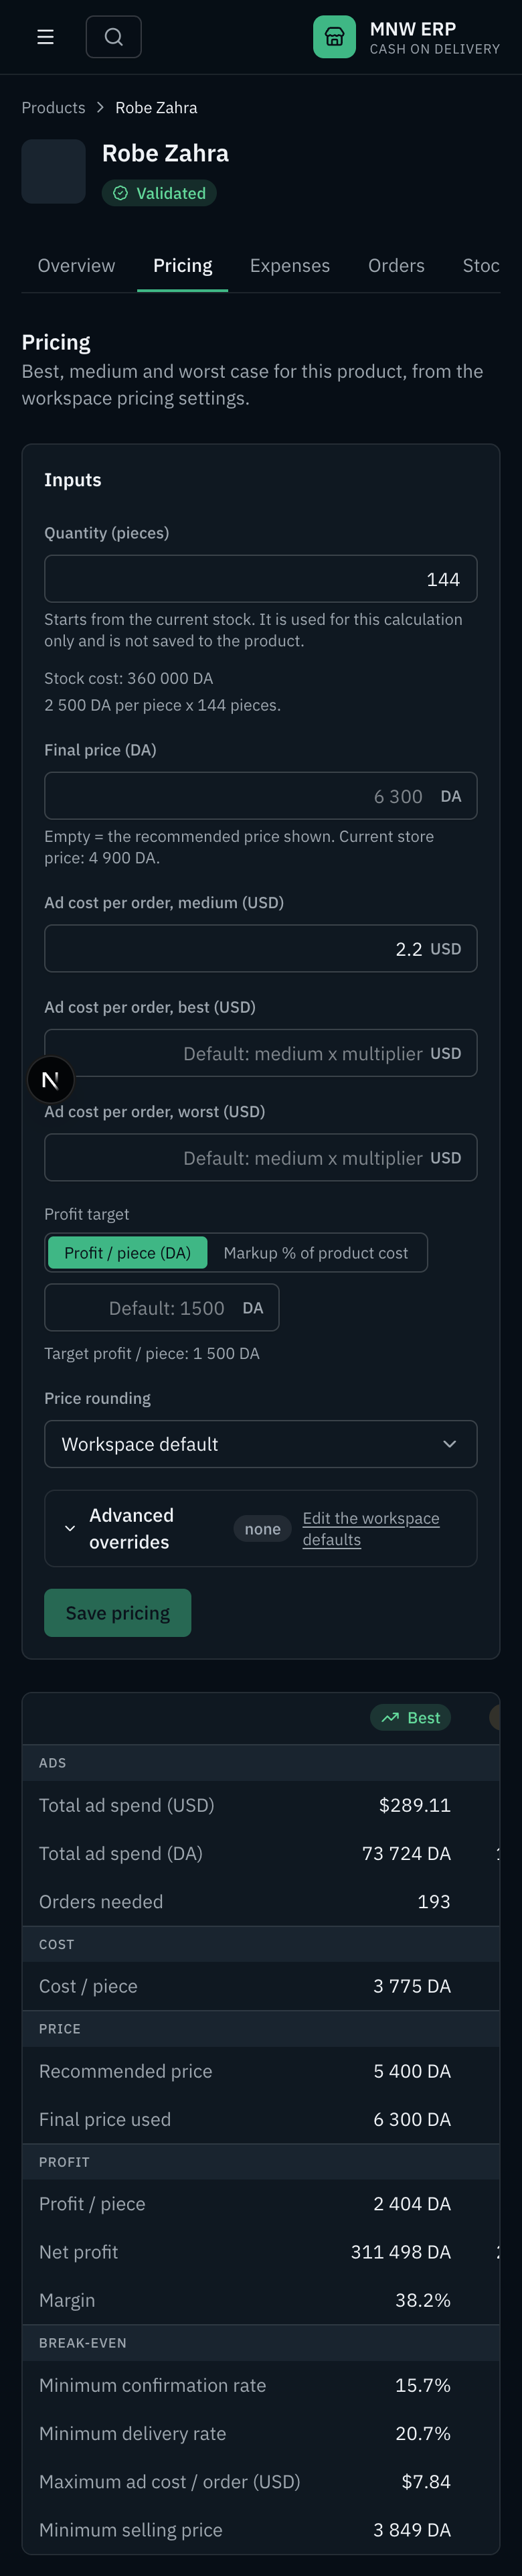 MNW ERP
CASH ON DELIVERY
Products > Robe Zahra
Robe Zahra
Validated
Overview Pricing Expenses Orders Stoc
Pricing
Best, medium and worst case for this product, from the
workspace pricing settings.
Inputs
Quantity (pieces)
144
Starts from the current stock. It is used for this calculation
only and is not saved to the product.
Stock cost: 360 000 DA
2 500 DA per piece x 144 pieces.
Final price (DA)
6 300 DA
Empty = the recommended price shown. Current store
price: 4 900 DA.
Ad cost per order, medium (USD)
2.2 USD
Ad cost per order, best (USD)
Default: medium x multiplier USD
N
Ad cost per order, worst (USD)
Default: medium x multiplier USD
Profit target
Profit / piece (DA) Markup % of product cost
Default: 1500 DA
Target profit / piece: 1 500 DA
Price rounding
Workspace default
Advanced
overrides
none
Edit the workspace
defaults
Save pricing
Best
ADS
Total ad spend (USD) $289.11
Total ad spend (DA) 73 724 DA
Orders needed 193
COST
Cost / piece 3 775 DA
PRICE
Recommended price 5 400 DA
Final price used 6 300 DA
PROFIT
Profit / piece 2 404 DA
Net profit 311 498 DA
Margin 38.2%
BREAK-EVEN
Minimum confirmation rate 15.7%
Minimum delivery rate 20.7%
Maximum ad cost / order (USD) $7.84
Minimum selling price 3 849 DA